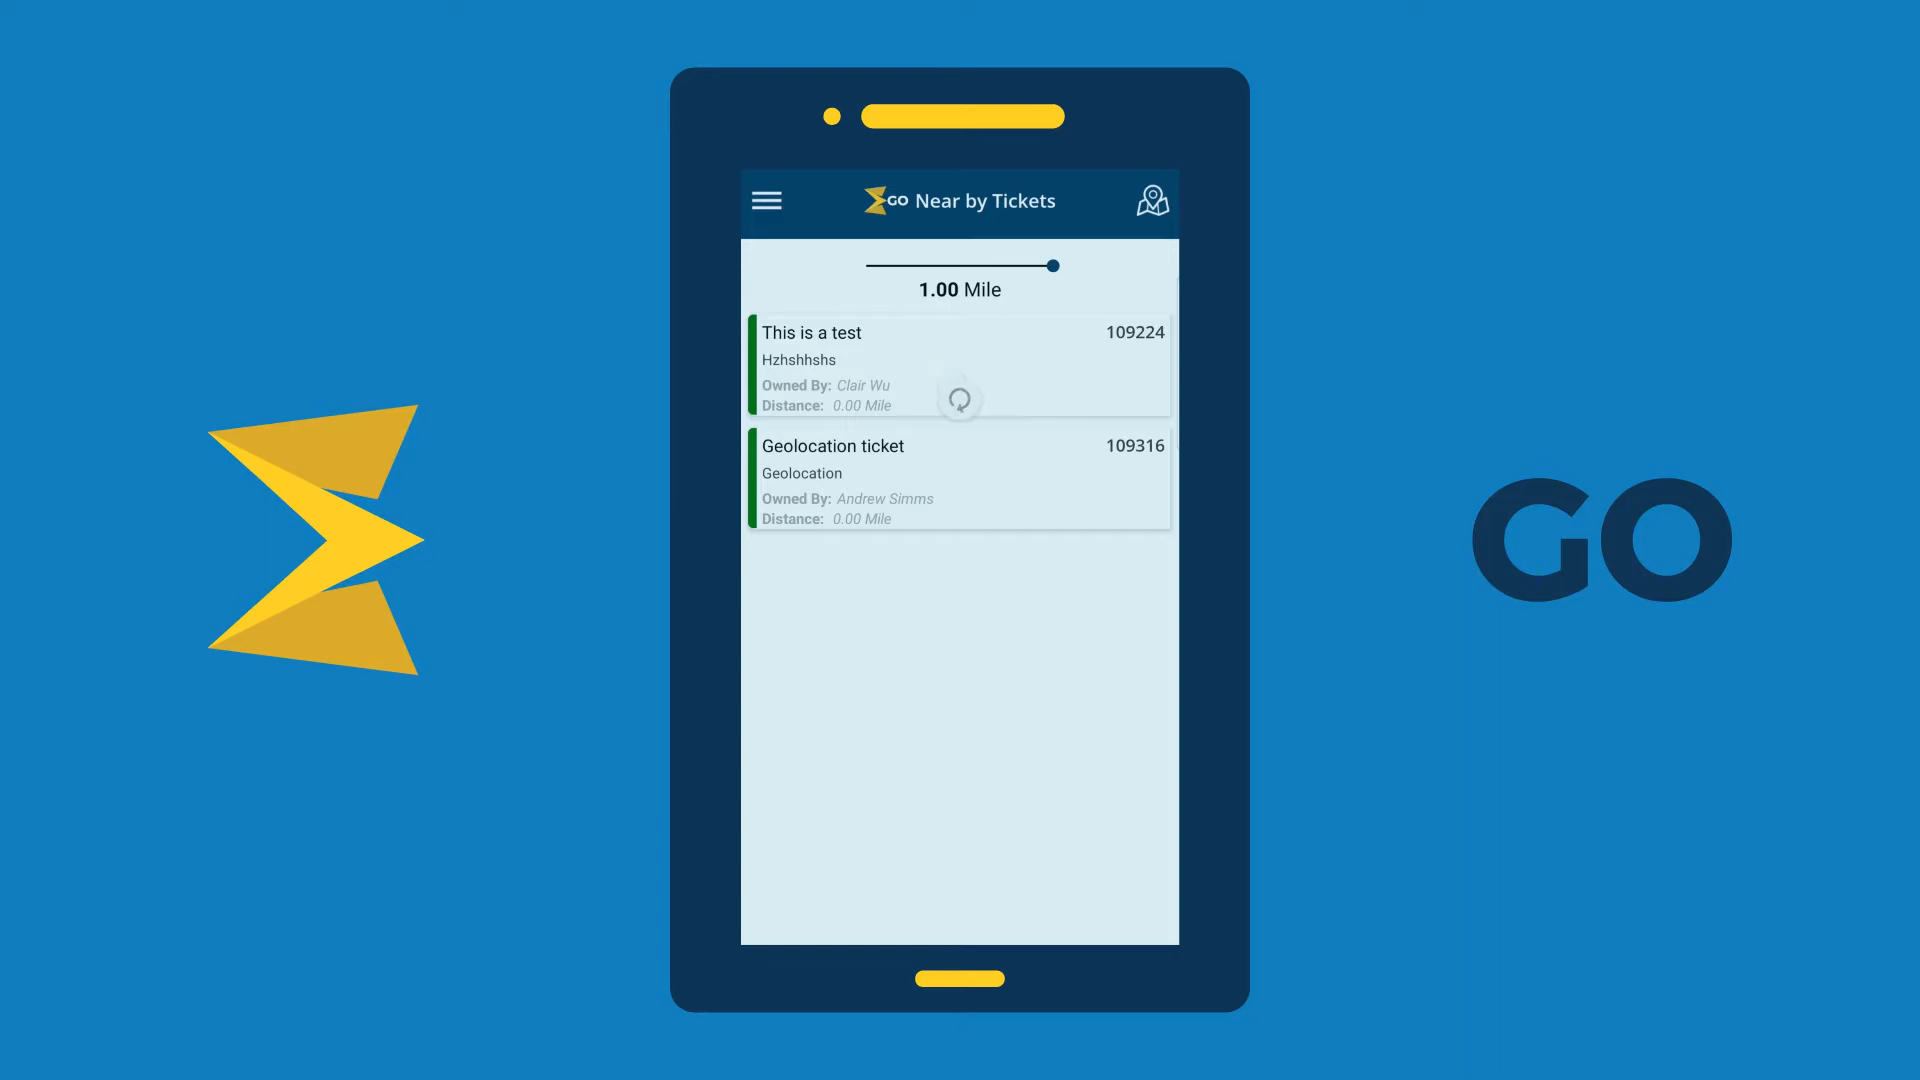 GO Near by Tickets
1.00 Mile
This is a test 109224
Hzhshhshs
Owned By: Clair Wu
Distance: 0.00 Mile
Geolocation ticket 109316
Geolocation
Owned By: Andrew Simms
Distance: 0.00 Mile
GO